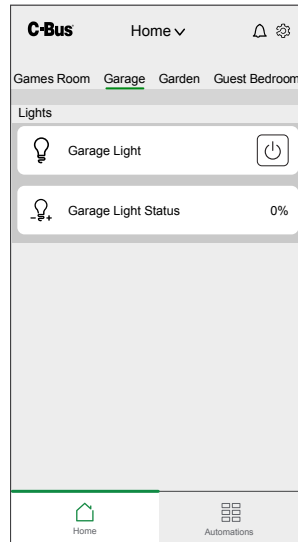 C-Bus Home
Games Room Garage Garden Guest Bedroom
Lights
Garage Light
Garage Light Status 0%
Home Automations